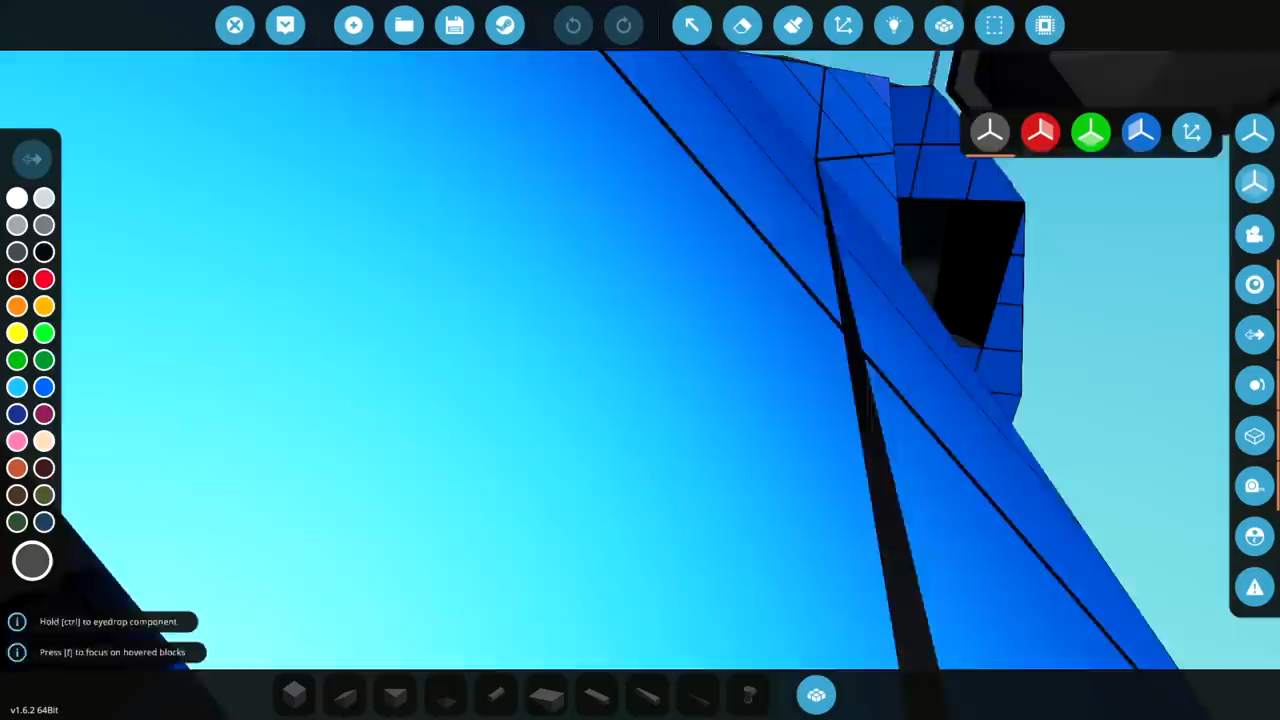 Hold [ctrl] to eyedrop component.
Press [f] to focus on hovered blocks
v1.6.2 64Bit